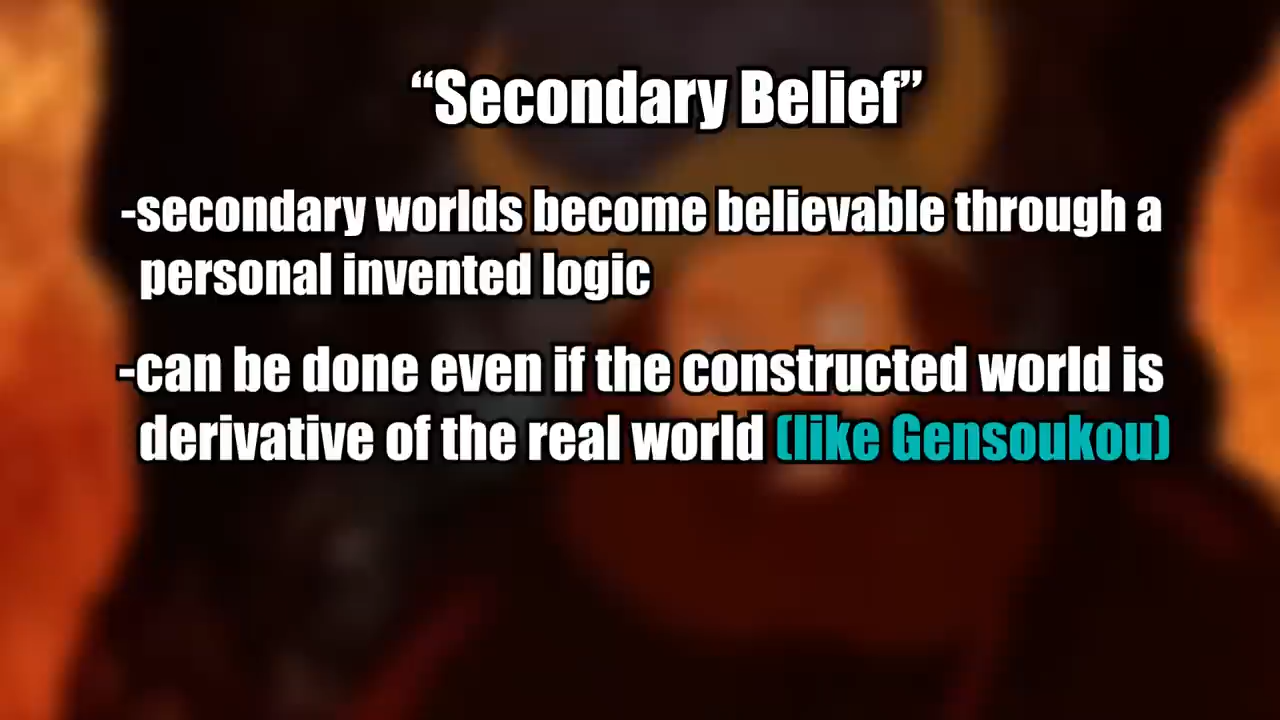 “Secondary Belief”
-secondary worlds become believable through a
personal invented logic
-can be done even if the constructed world is
derivative of the real world (like Gensoukou)